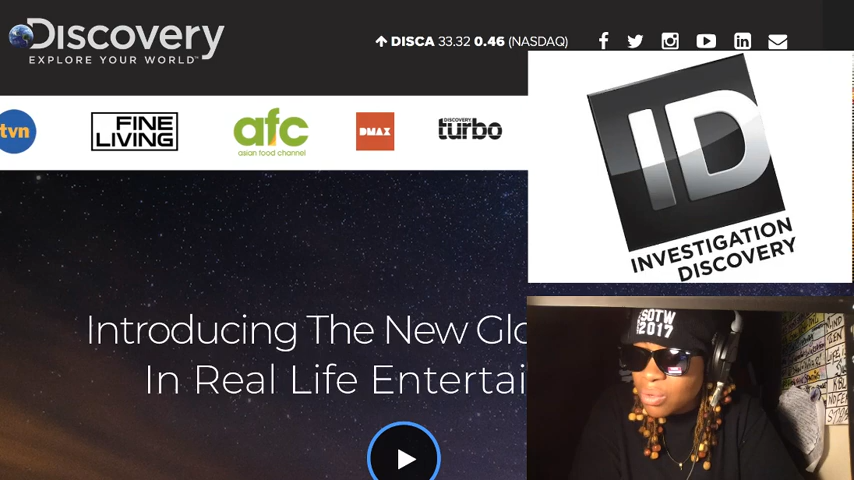 Discovery
EXPLORE YOUR WORLD™
DISCA 33.32 0.46 (NASDAQ)
tvn
FINE
LIVING
afc
asian food channel
DMAX
DISCOVERY
turbo
ID
INVESTIGATION
DISCOVERY
Introducing The New Glo
In Real Life Entertai
SOTW
2017